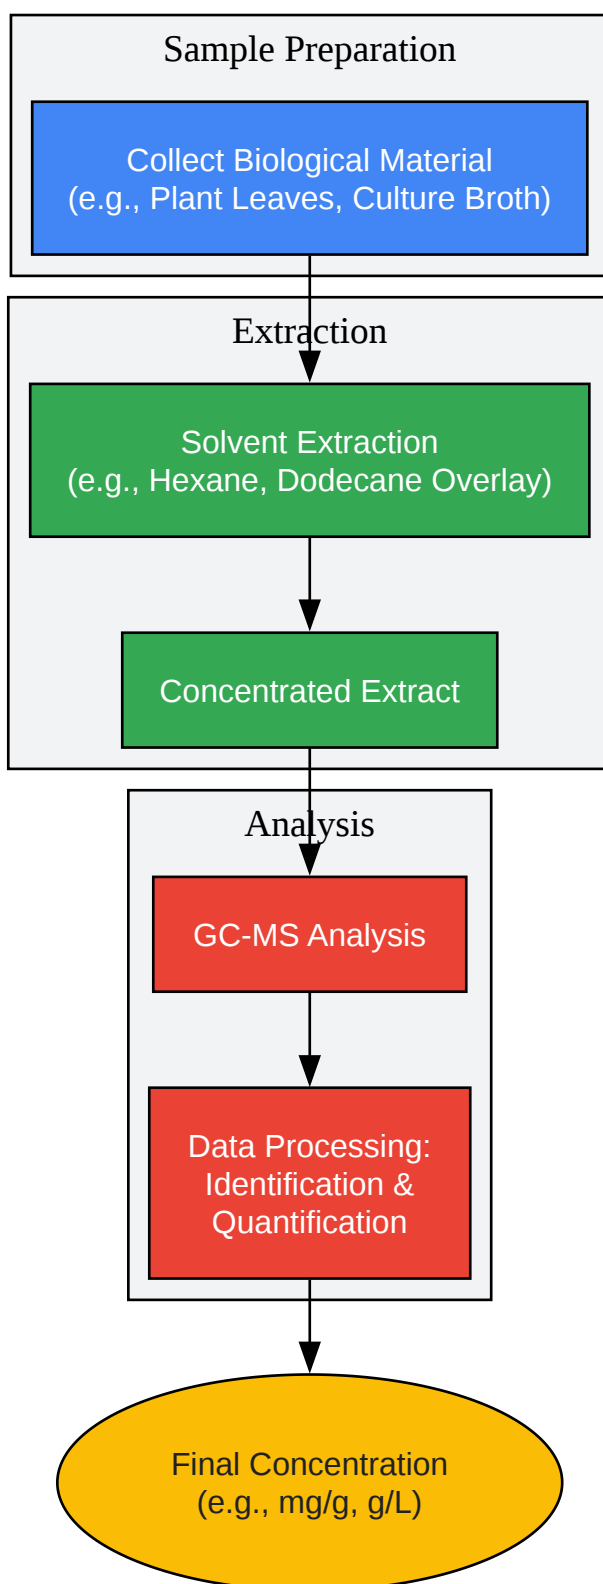 Sample Preparation
Collect Biological Material
(e.g., Plant Leaves, Culture Broth)
Extraction
Solvent Extraction
(e.g., Hexane, Dodecane Overlay)
Concentrated Extract
Analysis
GC-MS Analysis
Data Processing:
Identification &
Quantification
Final Concentration
(e.g., mg/g, g/L)